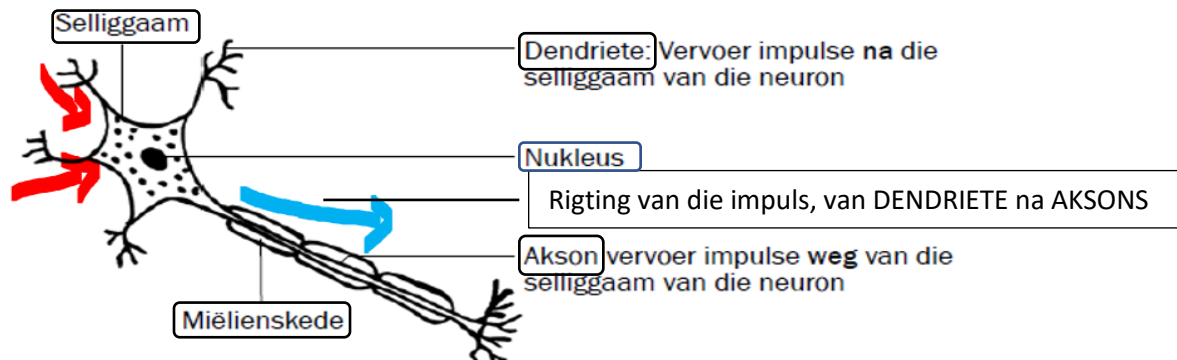 Selliggaam
Dendriete: Vervoer impulse na die
selliggaam van die neuron
Nukleus
Rigting van die impuls, van DENDRIETE na AKSONS
Akson vervoer impulse weg van die
selliggaam van die neuron
Miëlienskede